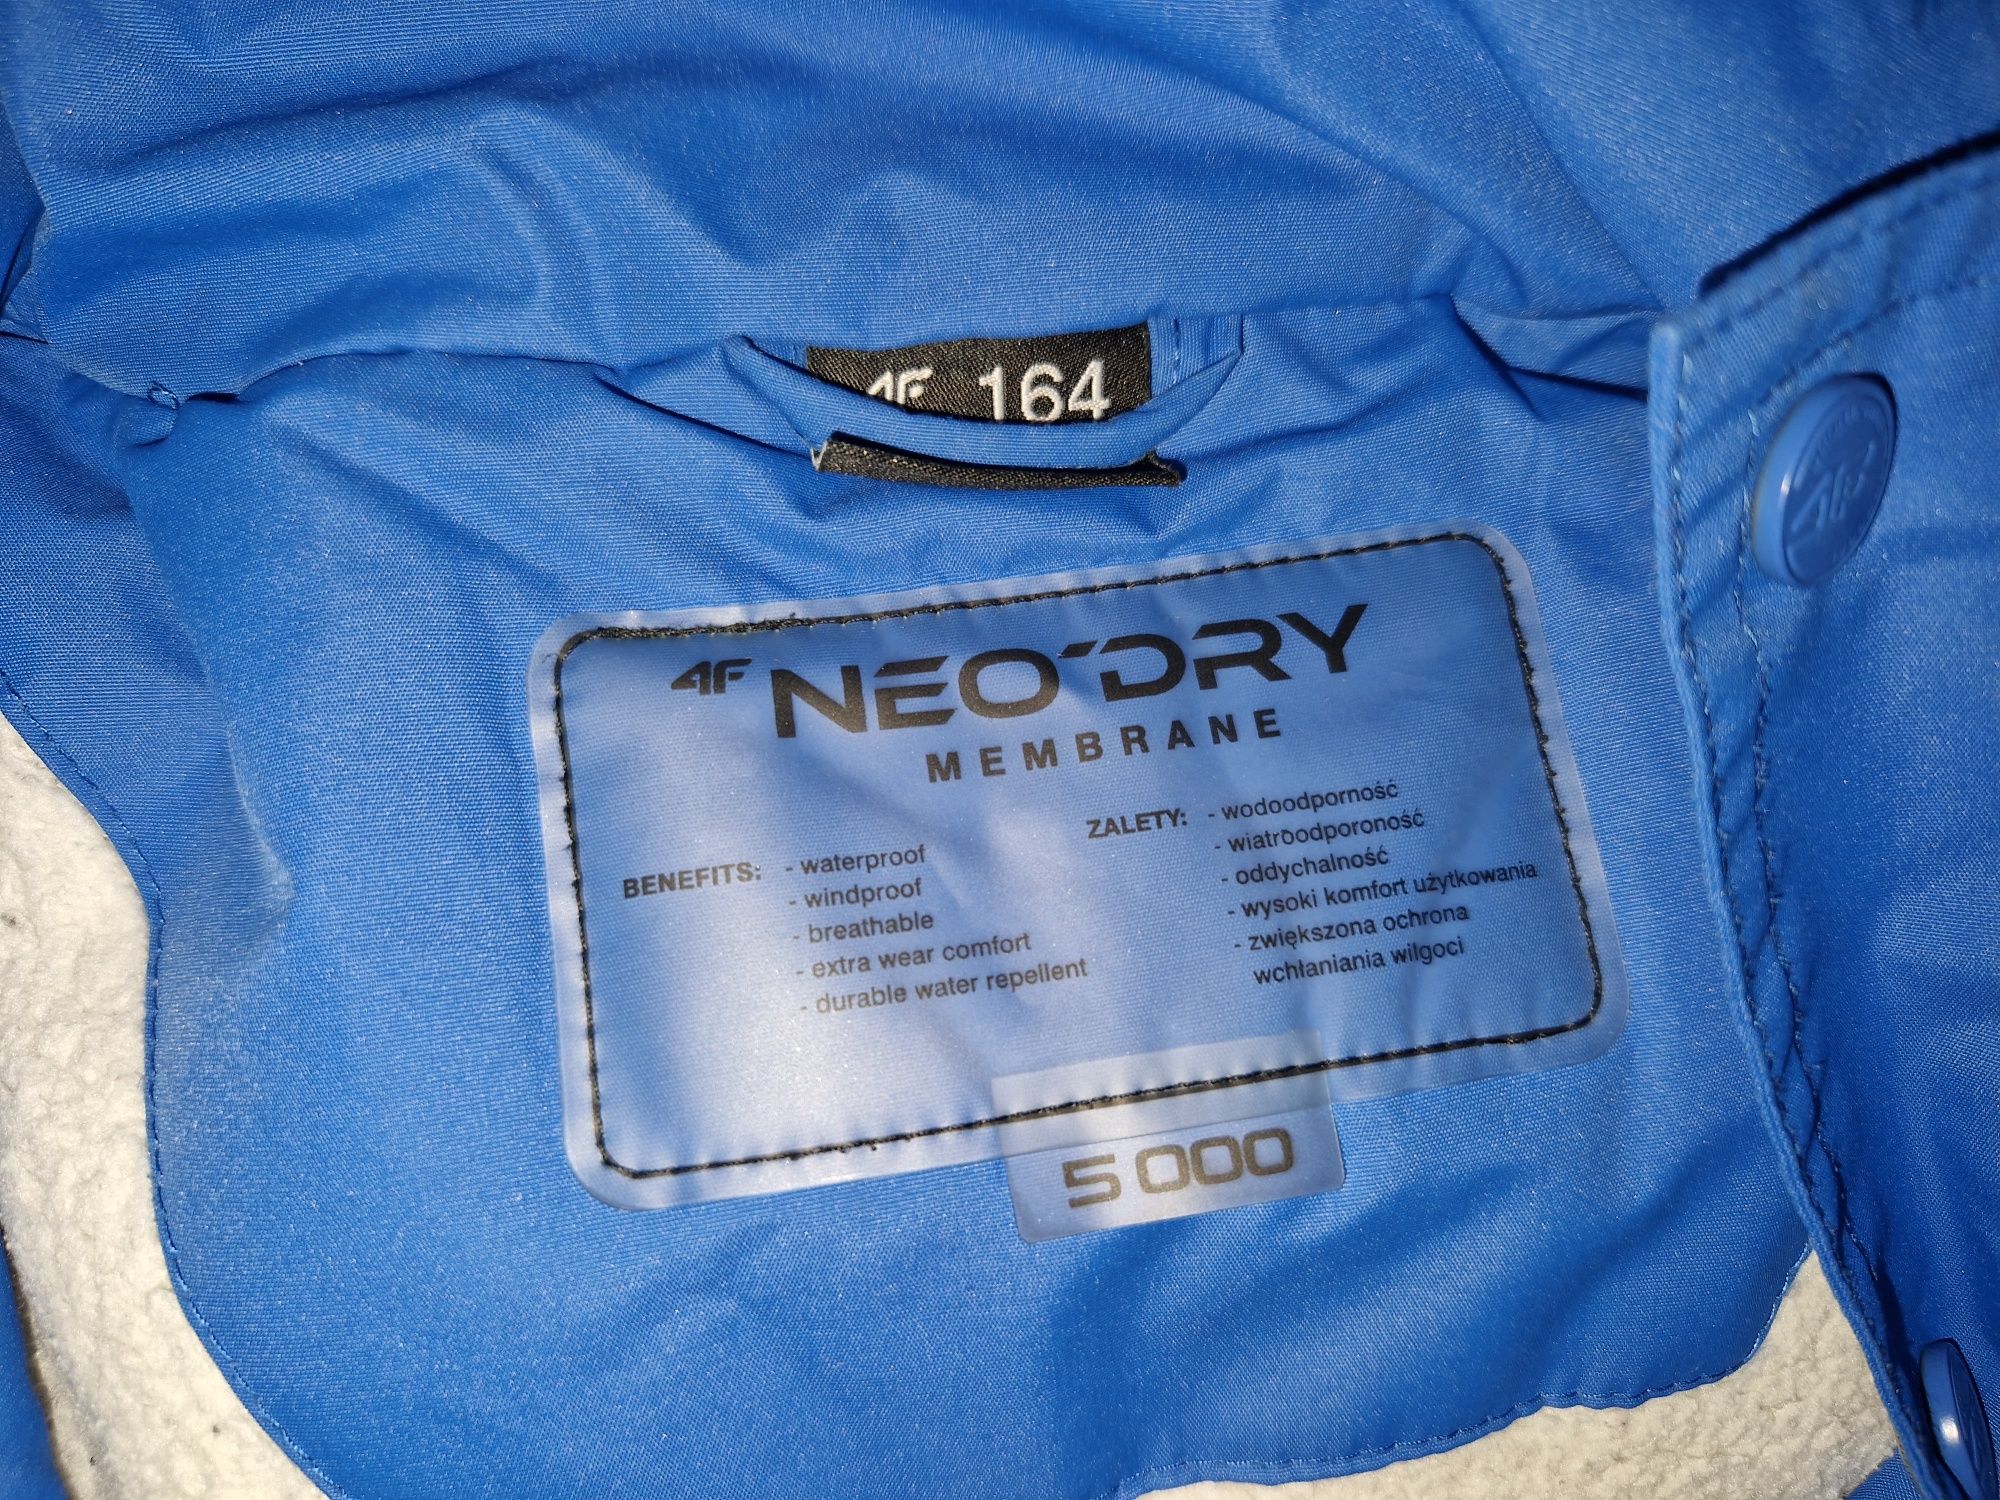 4F 164
4F
4F NEO'DRY
MEMBRANE
BENEFITS:
- waterproof
- windproof
- breathable
- extra wear comfort
- durable water repellent
ZALETY:
- wodoodporność
- wiatroodporoność
- oddychalność
- wysoki komfort użytkowania
- zwiększona ochrona
wchłaniania wilgoci
5 000